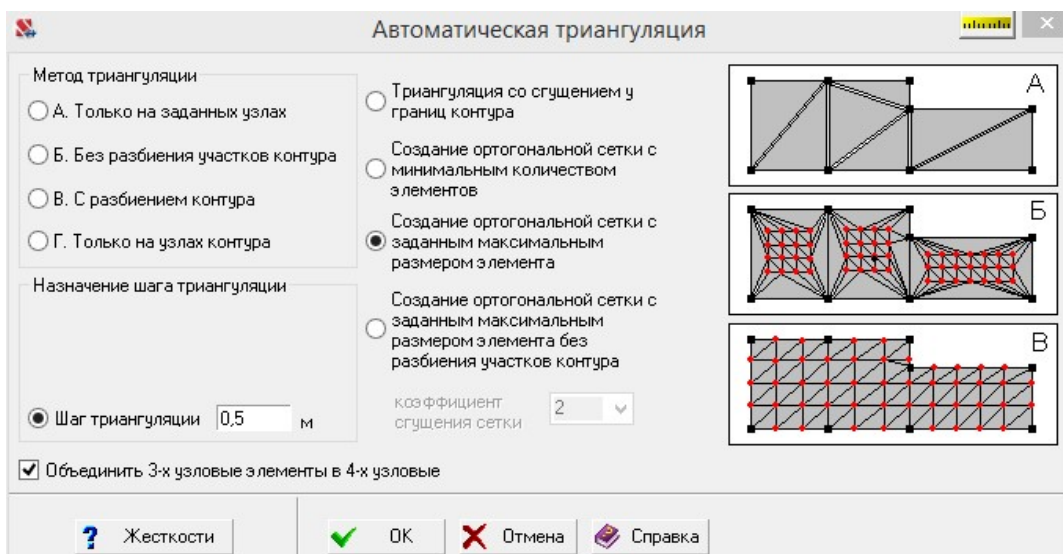 Автоматическая триангуляция
Метод триангуляции
А. Только на заданных узлах
Б. Без разбиения участков контура
В. С разбиением контура
Г. Только на узлах контура
Назначение шага триангуляции
Шаг триангуляции 0,5 м
Триангуляция со сгущением у
границ контура
Создание ортогональной сетки с
минимальным количеством
элементов
Создание ортогональной сетки с
заданным максимальным
размером элемента
Создание ортогональной сетки с
заданным максимальным
размером элемента без
разбиения участков контура
коэффициент
сгущения сетки
2
А
Б
В
Объединить 3-х узловые элементы в 4-х узловые
? Жесткости
OK
Отмена
Справка